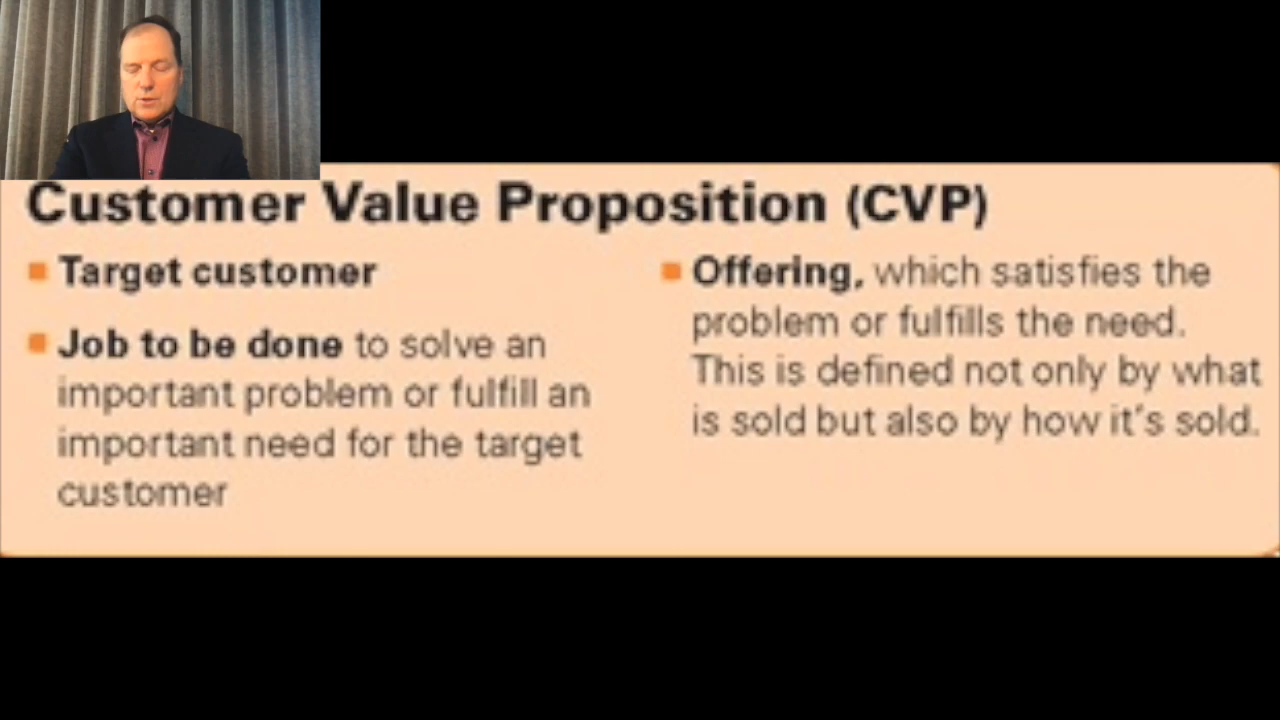 Customer Value Proposition (CVP)
Target customer
Job to be done to solve an
important problem or fulfill an
important need for the target
customer
Offering, which satisfies the
problem or fulfills the need.
This is defined not only by what
is sold but also by how it's sold.